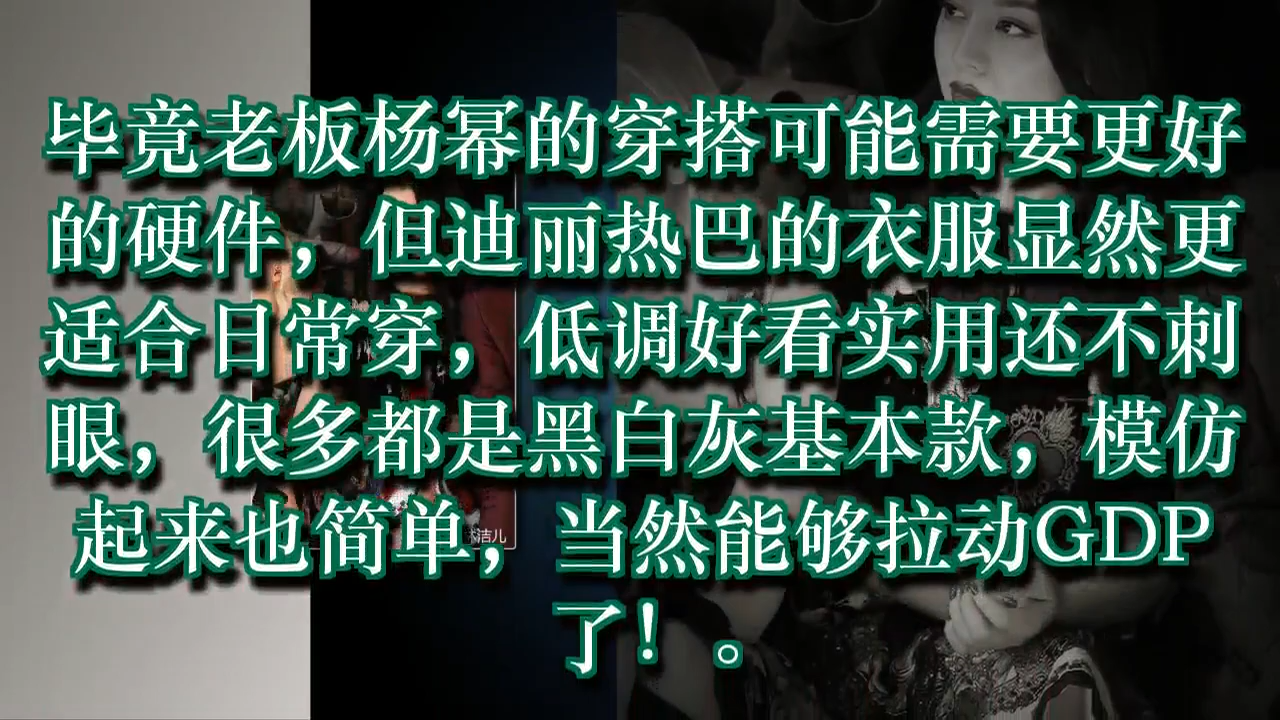 毕竟老板杨幂的穿搭可能需要更好
的硬件，但迪丽热巴的衣服显然更
适合日常穿，低调好看实用还不刺
眼，很多都是黑白灰基本款，模仿
起来也简单，当然能够拉动GDP
了！。
洁儿